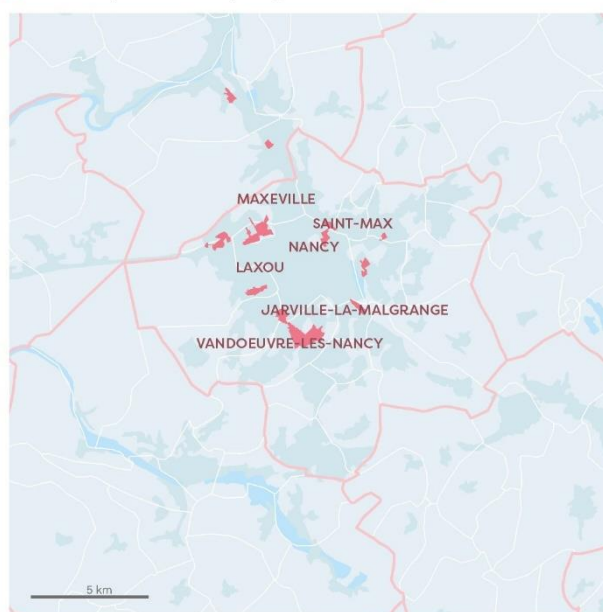 MAXEVILLE
SAINT-MAX
NANCY
LAXOU
JARVILLE-LA-MALGRANGE
VANDOEUVRE-LES-NANCY
5 km